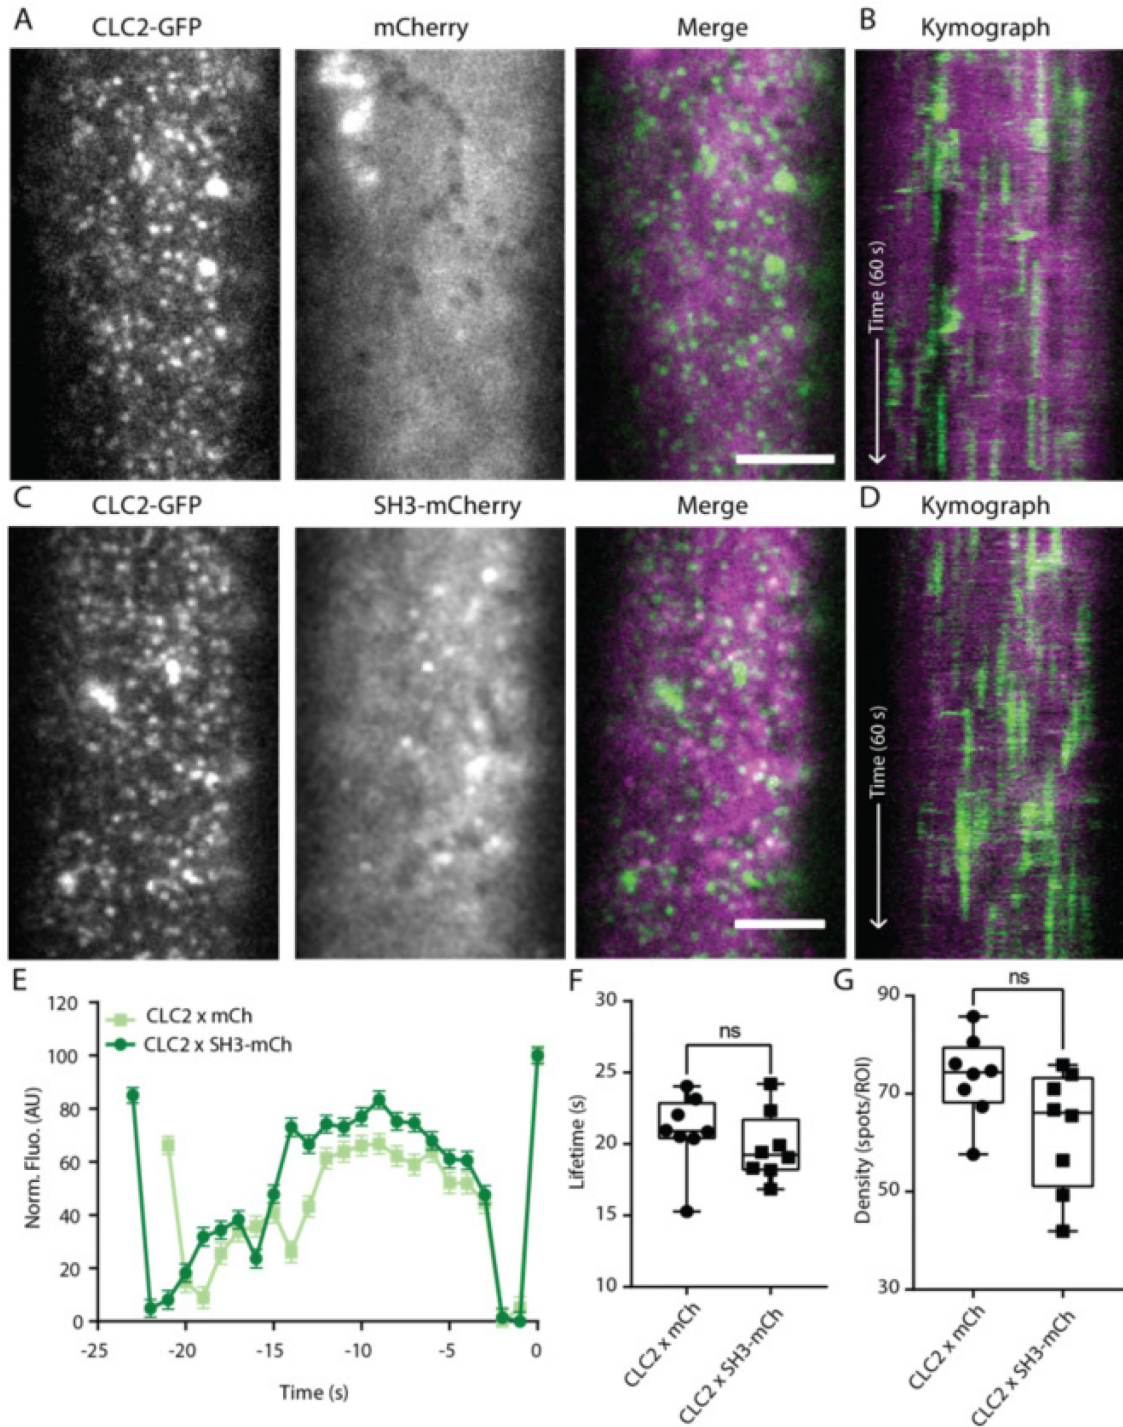 A CLC2-GFP mCherry Merge B Kymograph
Time (60 s)
C CLC2-GFP SH3-mCherry Merge D Kymograph
Time (60 s)
E
120
100
80
60
40
20
0
Norm. Fluo. (AU)
CLC2 x mCh
CLC2 x SH3-mCh
-25 -20 -15 -10 -5 0
Time (s)
F
30
25
20
15
10
Lifetime (s)
ns
CLC2 x mCh
CLC2 x SH3-mCh
G
90
70
50
30
Density (spots/ROI)
ns
CLC2 x mCh
CLC2 x SH3-mCh